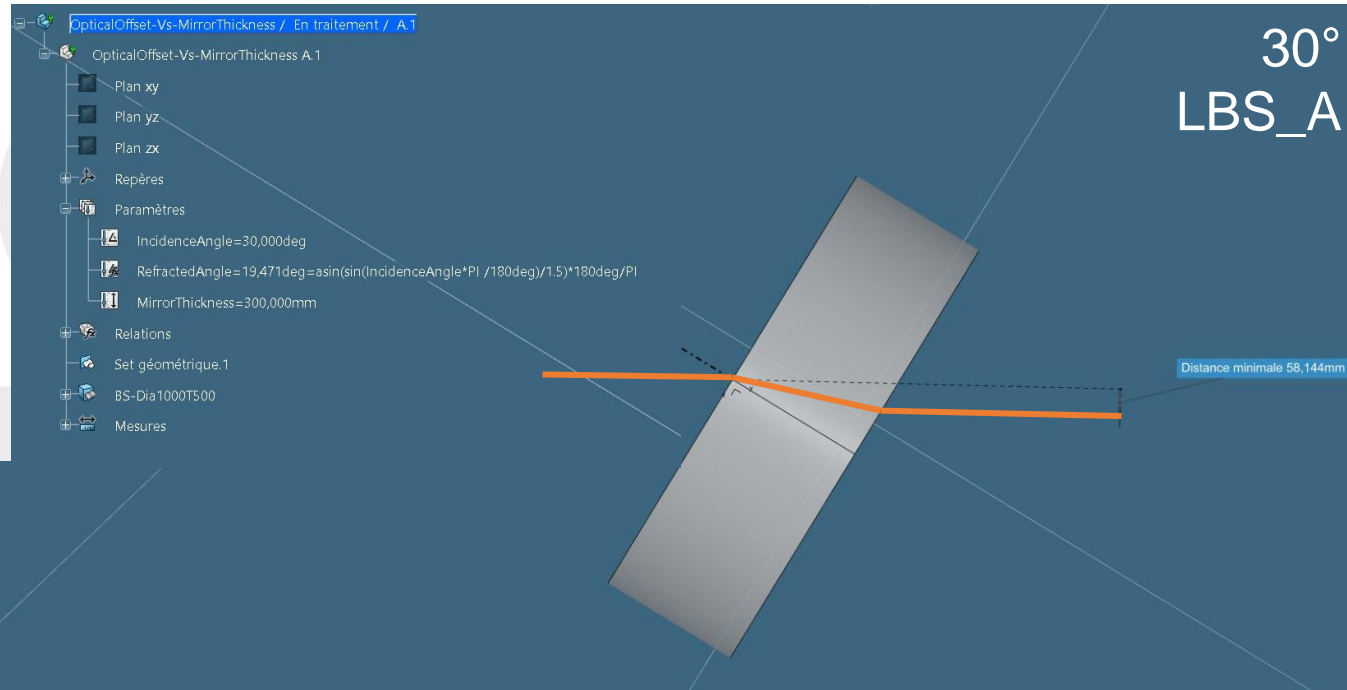 OpticalOffset-Vs-MirrorThickness / En traitement / A.1
OpticalOffset-Vs-MirrorThickness A.1
Plan xy
Plan yz
Plan zx
Repères
Paramètres
IncidenceAngle=30,000deg
RefractedAngle=19,471deg=asin(sin(IncidenceAngle*PI /180deg)/1.5)*180deg/PI
MirrorThickness=300,000mm
Relations
Set géométrique.1
BS-Dia1000T500
Mesures
30°
LBS_A
Distance minimale 58,144mm